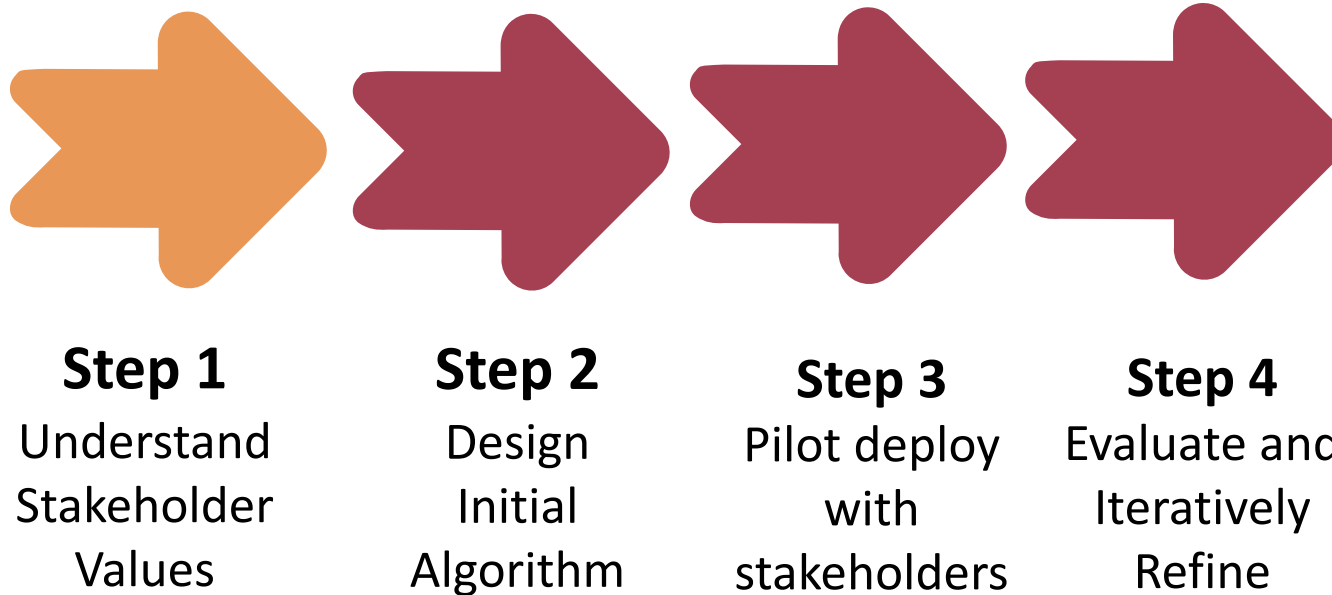 Step 1
Understand
Stakeholder
Values
Step 2
Design
Initial
Algorithm
Step 3
Pilot deploy
with
stakeholders
Step 4
Evaluate and
Iteratively
Refine